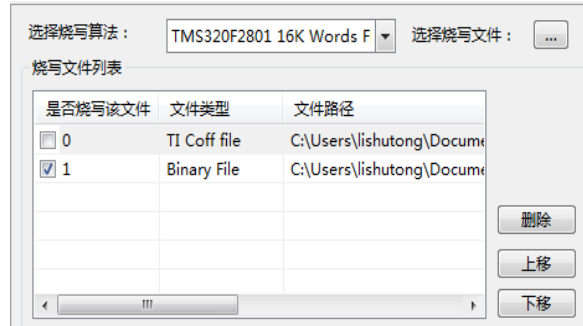 选择烧写算法： TMS320F2801 16K Words F 选择烧写文件： ...
烧写文件列表
是否烧写该文件 文件类型 文件路径
0 TI Coff file C:\Users\lishutong\Docume
1 Binary File C:\Users\lishutong\Docume
删除
上移
下移